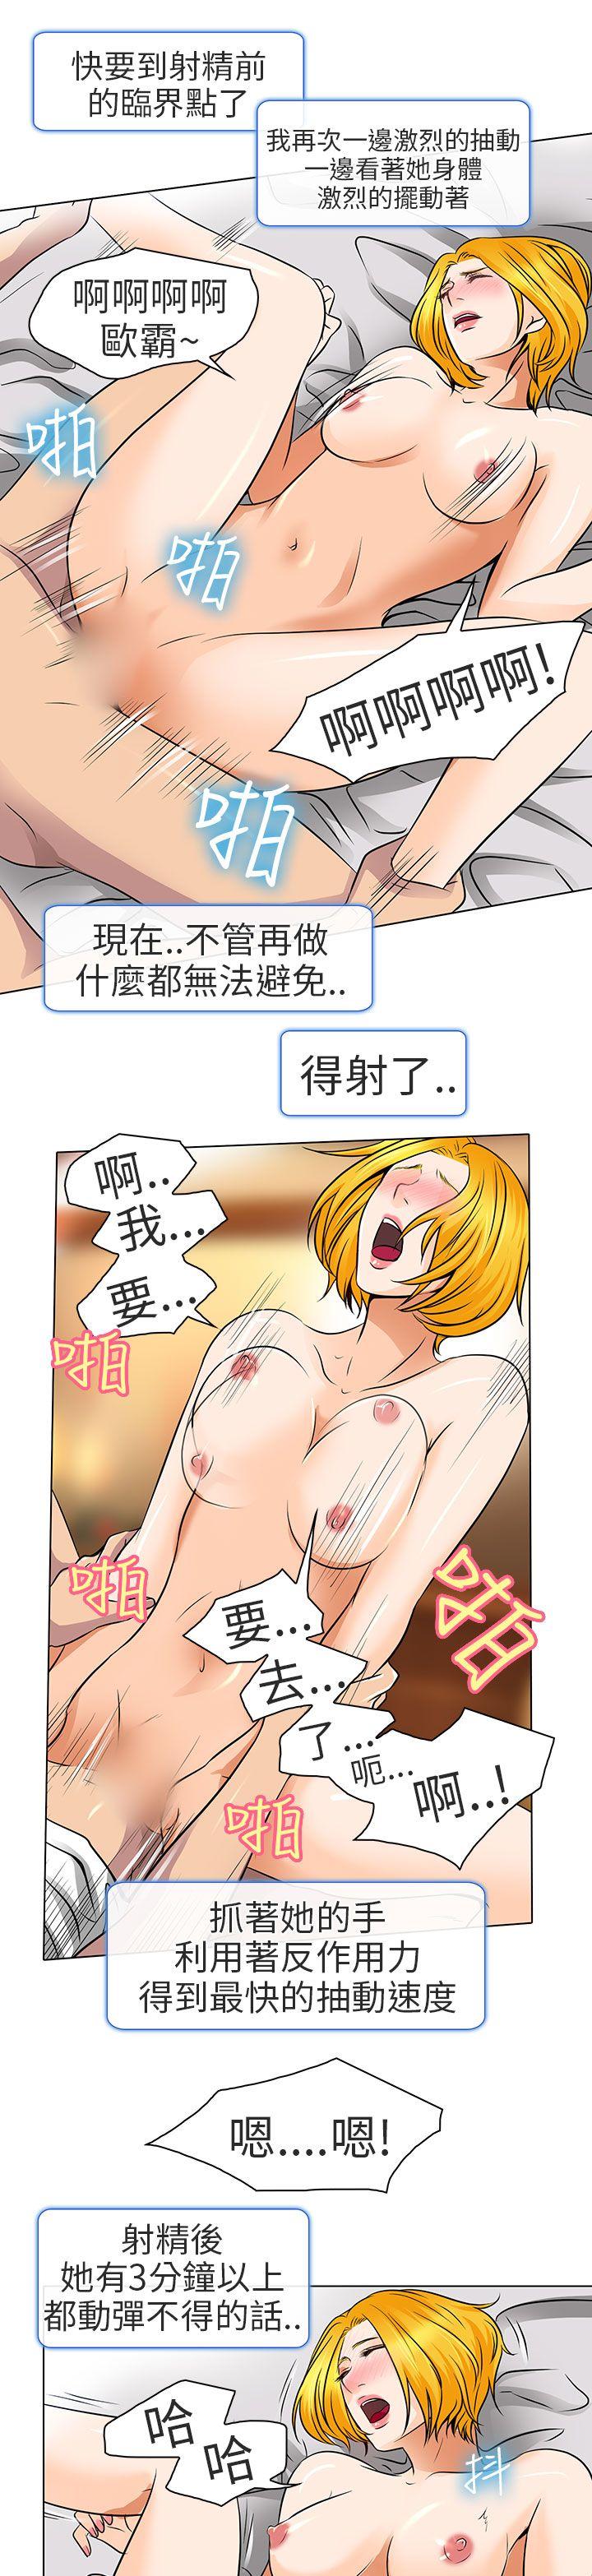 快要到射精前
的臨界點了
我再次一邊激烈的抽動
一邊看著她身體
激烈的擺動著
啊啊啊啊
歐霸~
啪
啪
啊啊啊啊!
啪
現在..不管再做
什麼都無法避免..
得射了..
啊..
我...
要...
啪
啪
啪
要...
去...
了...
呃...
啊..!
啪
抓著她的手
利用著反作用力
得到最快的抽動速度
嗯....嗯!
射精後
她有3分鐘以上
都動彈不得的話..
哈
哈
抖